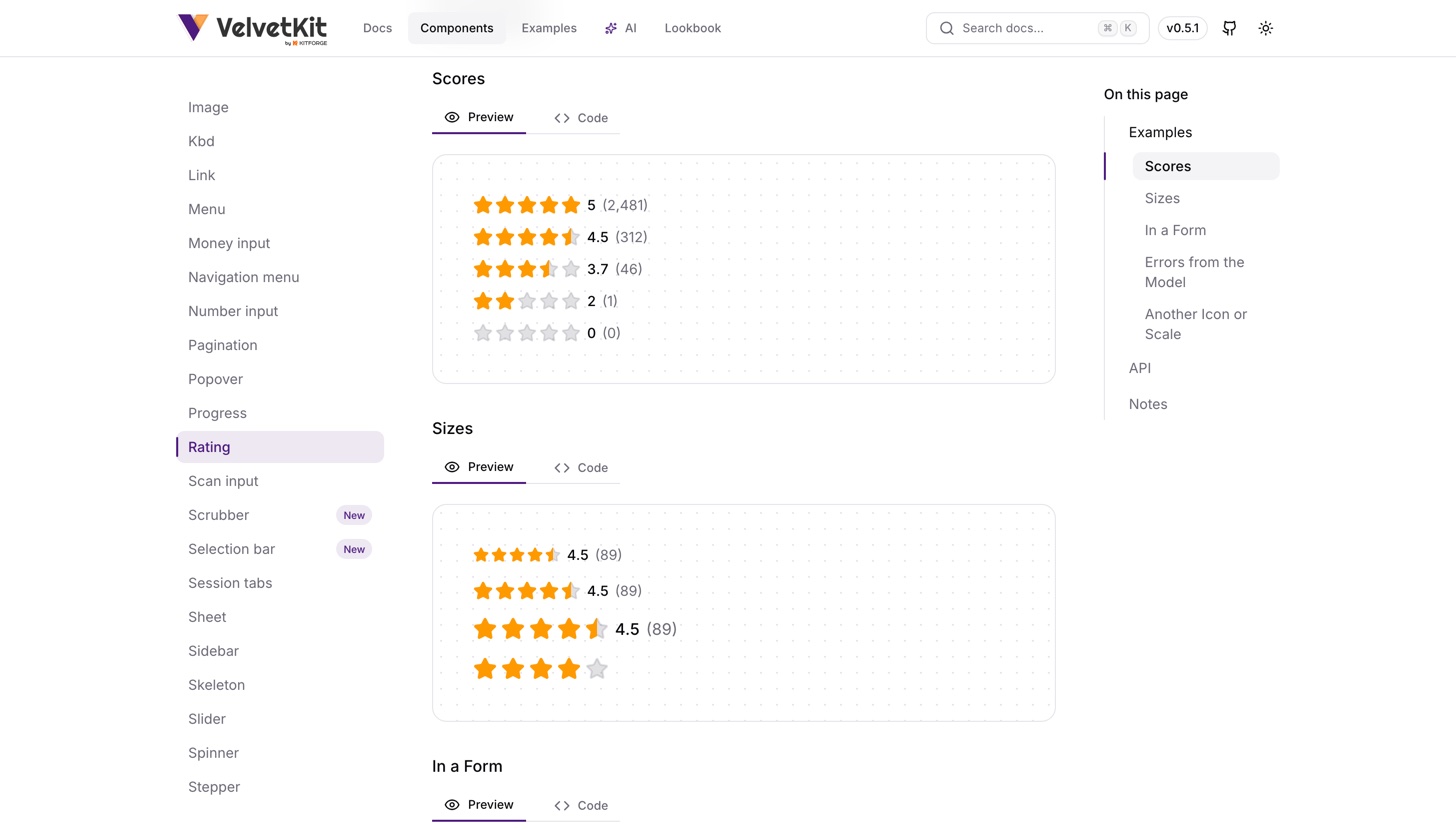 VelvetKit
by KITFORGE
Docs
Components
Examples
AI
Lookbook
Search docs...
⌘ K
v0.5.1
Image
Kbd
Link
Menu
Money input
Navigation menu
Number input
Pagination
Popover
Progress
Rating
Scan input
Scrubber New
Selection bar New
Session tabs
Sheet
Sidebar
Skeleton
Slider
Spinner
Stepper
Scores
Preview
Code
5 (2,481)
4.5 (312)
3.7 (46)
2 (1)
0 (0)
Sizes
Preview
Code
4.5 (89)
4.5 (89)
4.5 (89)
In a Form
Preview
Code
On this page
Examples
Scores
Sizes
In a Form
Errors from the
Model
Another Icon or
Scale
API
Notes